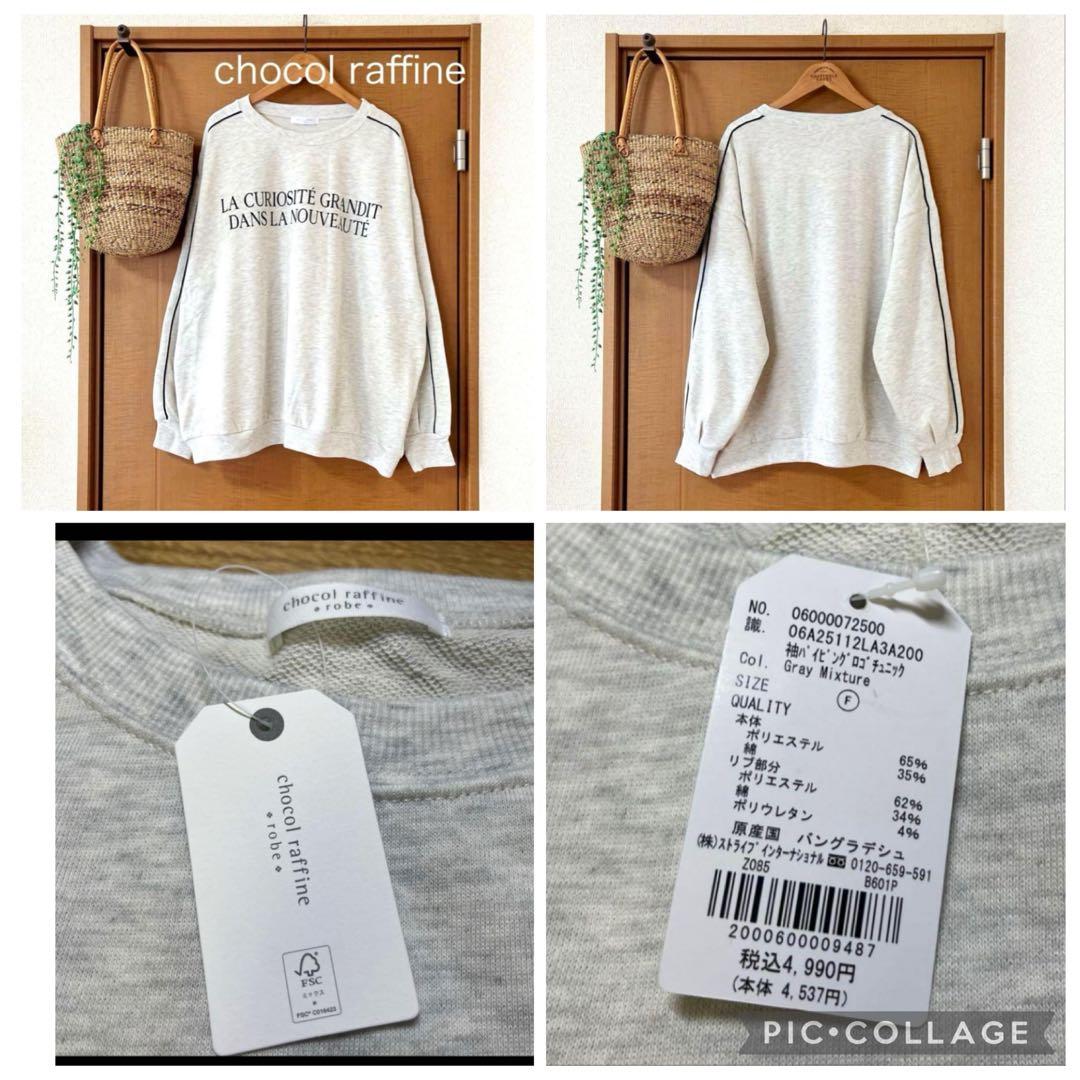 chocol raffine
LA CURIOSITÉ GRANDIT
DANS LA NOUVEAUTÉ
chocol raffine
robe
chocol raffine
robe
FSC
ミックス
FSC® C016423
NO. 06000072500
識. 06A25112LA3A200
袖ﾊﾟｲﾋﾟﾝｸﾞﾛｺﾞﾁｭﾆｯｸ
Col. Gray Mixture
SIZE F
QUALITY
本体
ポリエステル 65%
綿 35%
リブ部分
ポリエステル 62%
綿 34%
ポリウレタン 4%
原産国 バングラデシュ
(株)ストライプインターナショナル 0120-659-591
Z085 B601P
2000600009487
税込4,990円
(本体 4,537円)
PIC•COLLAGE